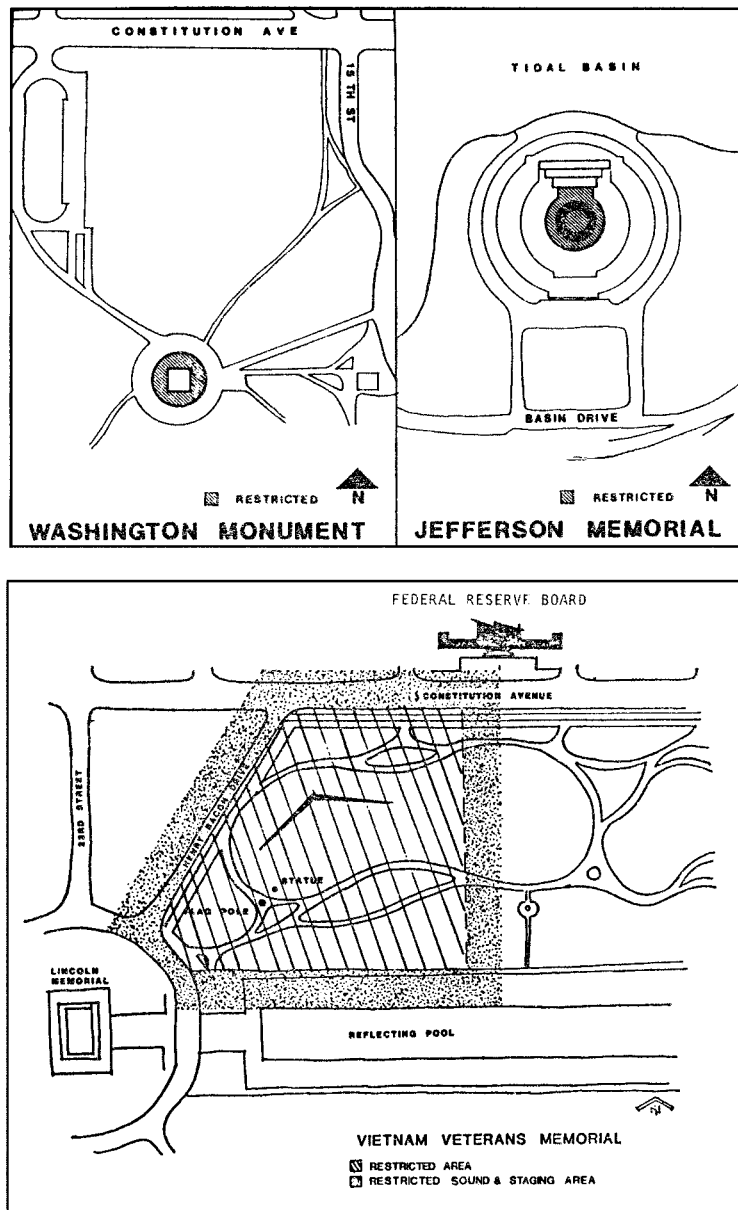 CONSTITUTION AVE
15TH ST
RESTRICTED
N
WASHINGTON MONUMENT
TIDAL BASIN
BASIN DRIVE
RESTRICTED
N
JEFFERSON MEMORIAL
FEDERAL RESERVE BOARD
CONSTITUTION AVENUE
23RD STREET
HENRY BACON DRIVE
STATUE
FLAG POLE
LINCOLN
MEMORIAL
REFLECTING POOL
N
VIETNAM VETERANS MEMORIAL
RESTRICTED AREA
RESTRICTED SOUND & STAGING AREA